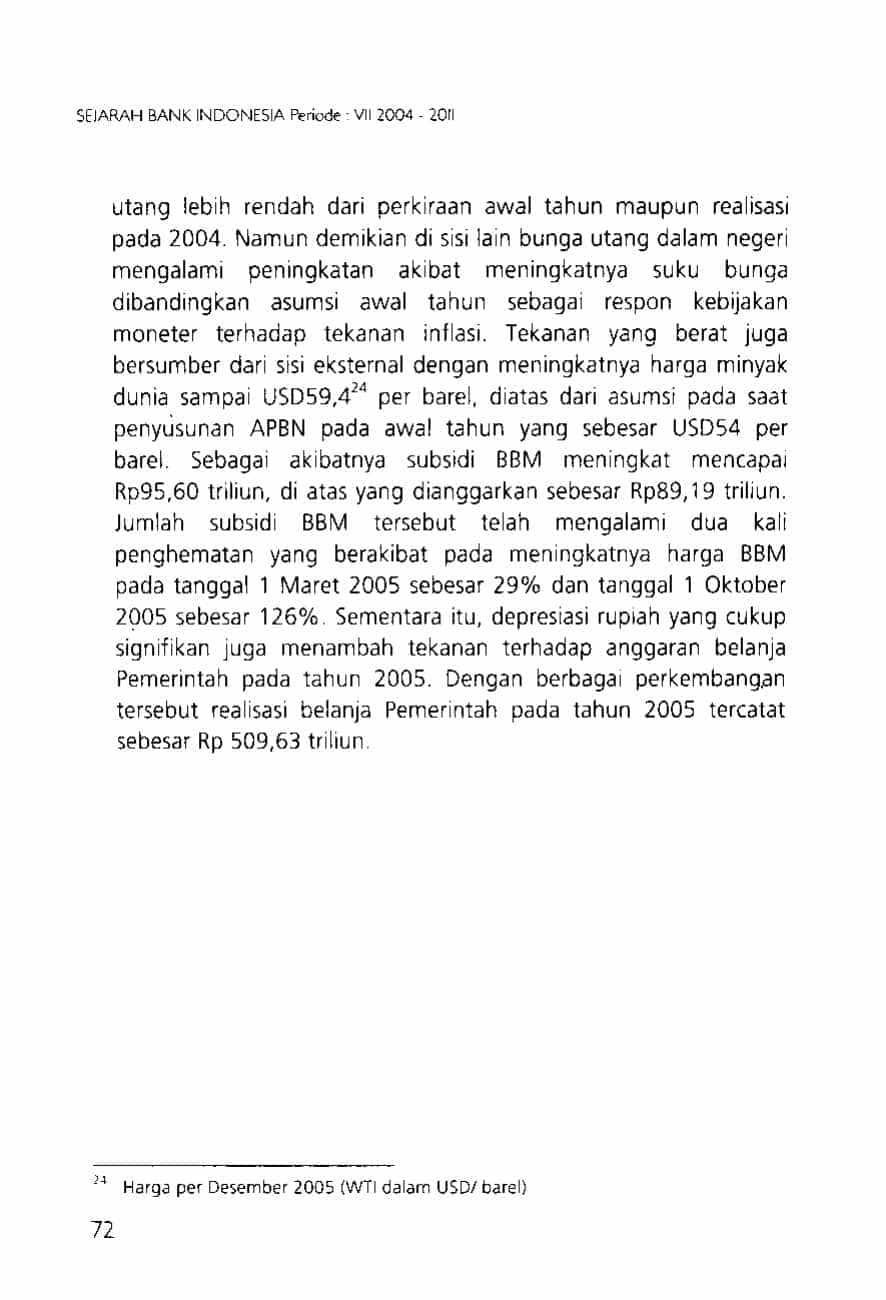 SEJARAH BANK INDONESIA Periode : VII 2004 - 2011
utang lebih rendah dari perkiraan awal tahun maupun realisasi
pada 2004. Namun demikian di sisi lain bunga utang dalam negeri
mengalami peningkatan akibat meningkatnya suku bunga
dibandingkan asumsi awal tahun sebagai respon kebijakan
moneter terhadap tekanan inflasi. Tekanan yang berat juga
bersumber dari sisi eksternal dengan meningkatnya harga minyak
dunia sampai USD59,4²⁴ per barel, diatas dari asumsi pada saat
penyusunan APBN pada awal tahun yang sebesar USD54 per
barel. Sebagai akibatnya subsidi BBM meningkat mencapai
Rp95,60 triliun, di atas yang dianggarkan sebesar Rp89,19 triliun.
Jumlah subsidi BBM tersebut telah mengalami dua kali
penghematan yang berakibat pada meningkatnya harga BBM
pada tanggal 1 Maret 2005 sebesar 29% dan tanggal 1 Oktober
2005 sebesar 126%. Sementara itu, depresiasi rupiah yang cukup
signifikan juga menambah tekanan terhadap anggaran belanja
Pemerintah pada tahun 2005. Dengan berbagai perkembangan
tersebut realisasi belanja Pemerintah pada tahun 2005 tercatat
sebesar Rp 509,63 triliun.
²⁴ Harga per Desember 2005 (WTI dalam USD/ barel)
72